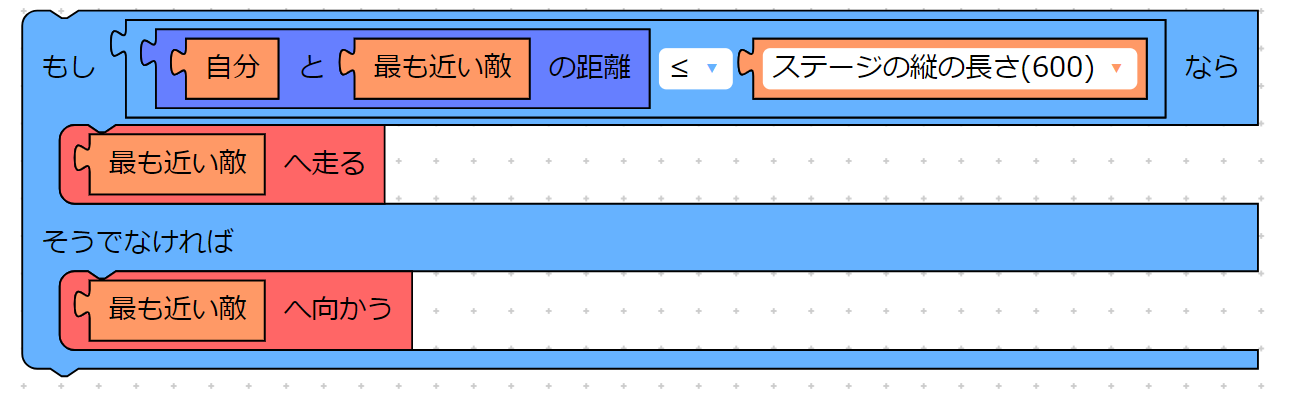 もし 自分 と 最も近い敵 の距離 ≤ ステージの縦の長さ(600) なら
最も近い敵 へ走る
そうでなければ
最も近い敵 へ向かう